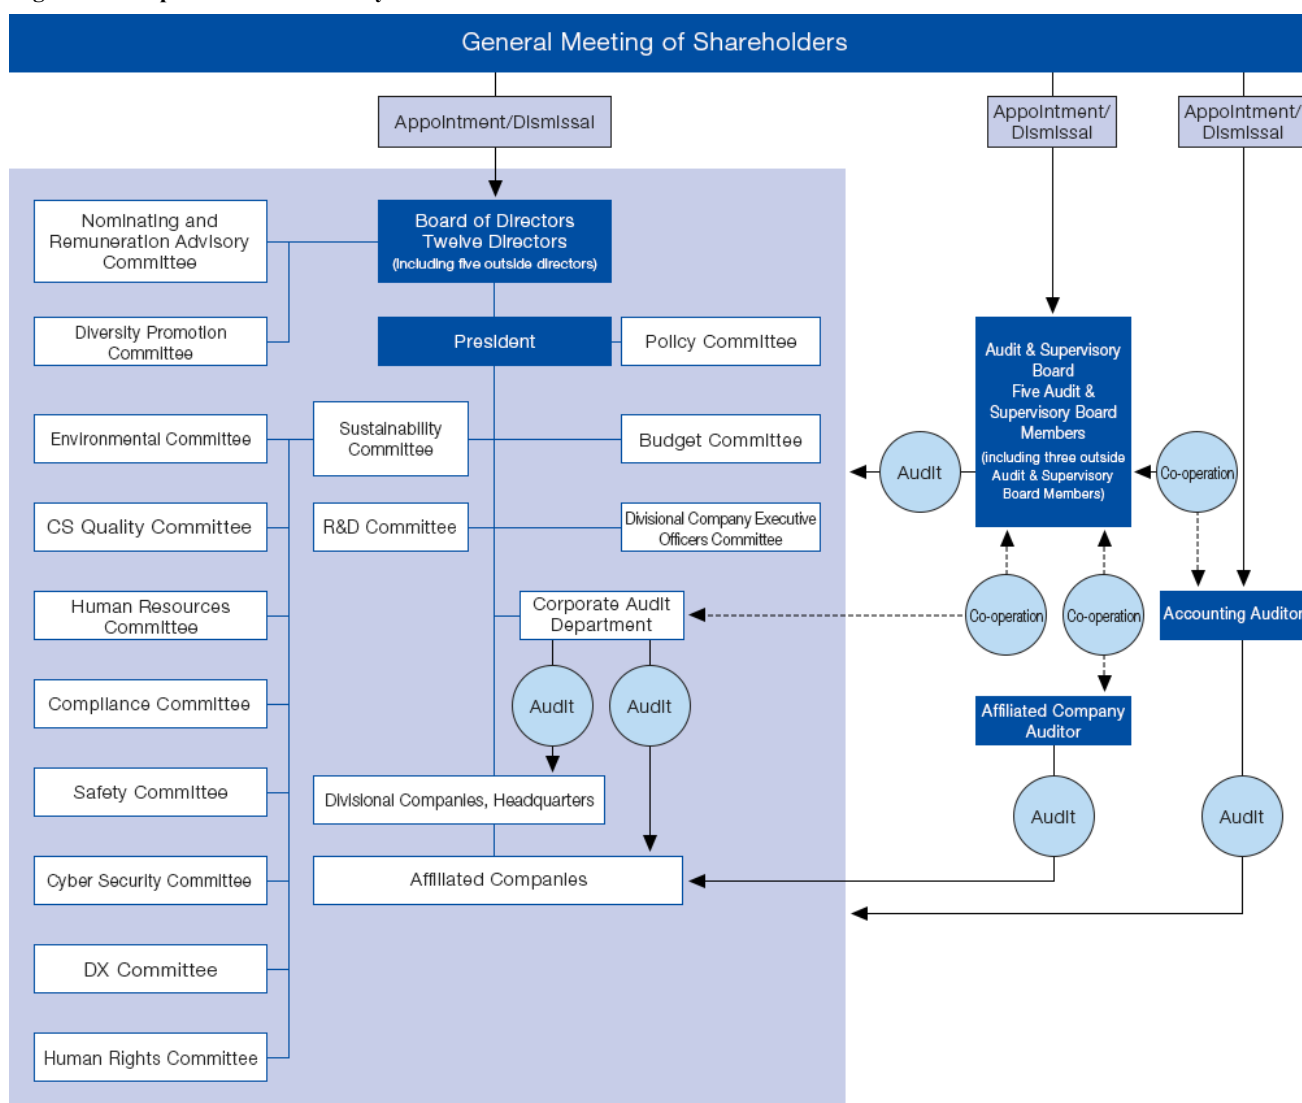 General Meeting of Shareholders
Appointment/Dismissal
Appointment/
Dismissal
Appointment/
Dismissal
Nominating and
Remuneration Advisory
Committee
Board of Directors
Twelve Directors
(including five outside directors)
Diversity Promotion
Committee
President
Policy Committee
Audit & Supervisory
Board
Five Audit &
Supervisory Board
Members
(including three outside
Audit & Supervisory
Board Members)
Environmental Committee
Sustainability
Committee
Budget Committee
Audit
Co-operation
CS Quality Committee
R&D Committee
Divisional Company Executive
Officers Committee
Human Resources
Committee
Corporate Audit
Department
Co-operation
Co-operation
Accounting Auditor
Compliance Committee
Audit
Audit
Affiliated Company
Auditor
Safety Committee
Divisional Companies, Headquarters
Audit
Audit
Cyber Security Committee
Affiliated Companies
DX Committee
Human Rights Committee